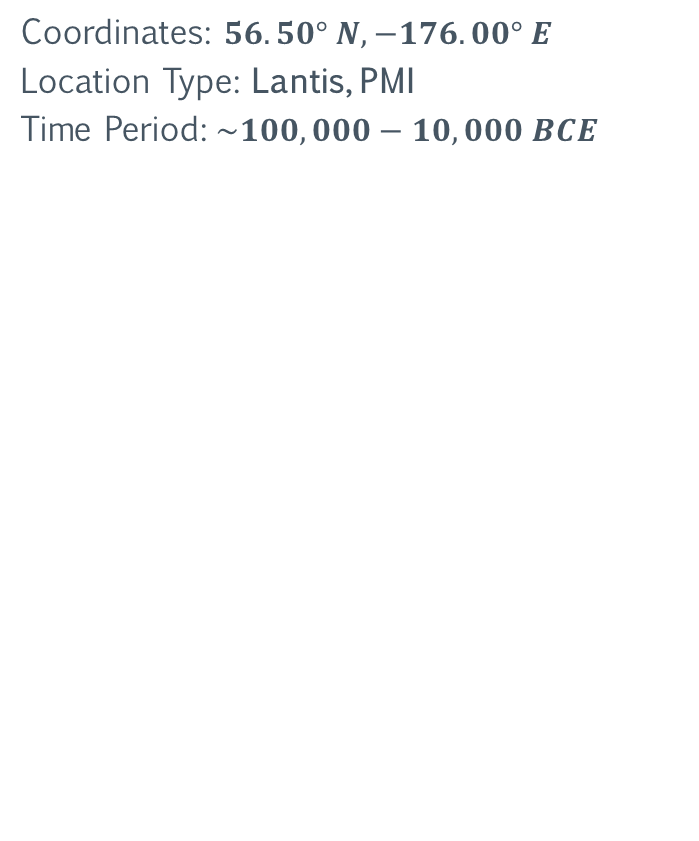 Coordinates: 56.50° N, −176.00° E
Location Type: Lantis, PMI
Time Period: ~100,000 − 10,000 BCE